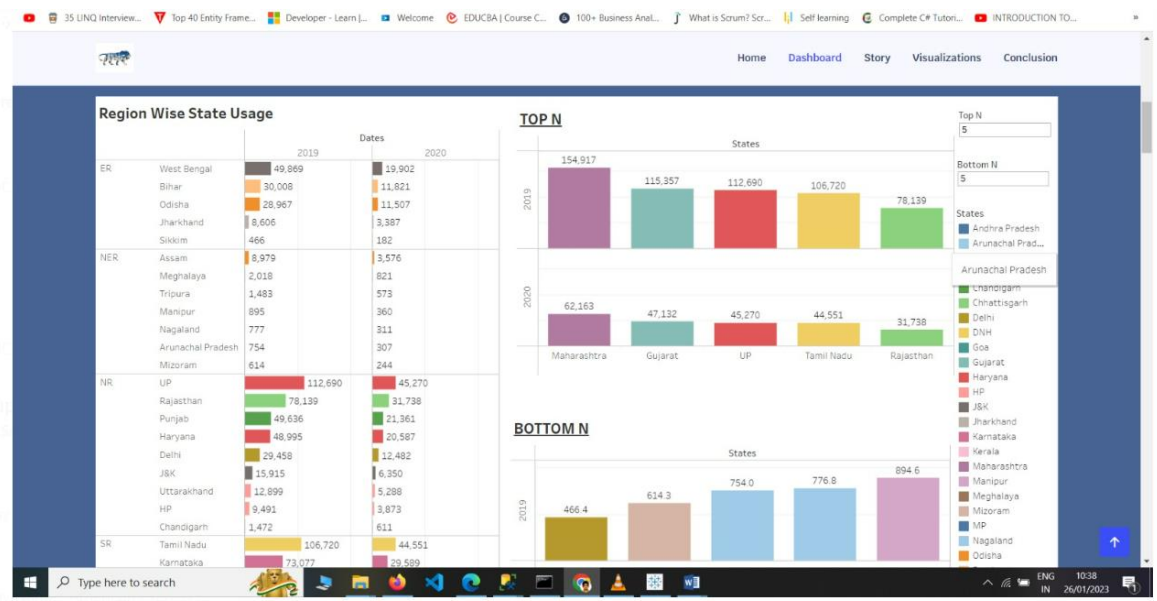 35 LINQ Interview... Top 40 Entity Frame... Developer - Learn |... Welcome EDUCBA | Course C... 100+ Business Anal... What is Scrum? Scr... Self learning Complete C# Tutori... INTRODUCTION TO... »
Home Dashboard Story Visualizations Conclusion
Region Wise State Usage
Dates
2019 2020
ER West Bengal 49,869 19,902
Bihar 30,008 11,821
Odisha 28,967 11,507
Jharkhand 8,606 3,387
Sikkim 466 182
NER Assam 8,979 3,576
Meghalaya 2,018 821
Tripura 1,483 573
Manipur 895 360
Nagaland 777 311
Arunachal Pradesh 754 307
Mizoram 614 244
NR UP 112,690 45,270
Rajasthan 78,139 31,738
Punjab 49,636 21,361
Haryana 48,995 20,587
Delhi 29,458 12,482
J&K 15,915 6,350
Uttarakhand 12,899 5,288
HP 9,491 3,873
Chandigarh 1,472 611
SR Tamil Nadu 106,720 44,551
Karnataka 73,077 29,589
TOP N
States
2019 154,917 115,357 112,690 106,720 78,139
2020 62,163 47,132 45,270 44,551 31,738
Maharashtra Gujarat UP Tamil Nadu Rajasthan
BOTTOM N
States
2019 466.4 614.3 754.0 776.8 894.6
Top N
5
Bottom N
5
States
Andhra Pradesh
Arunachal Prad...
Arunachal Pradesh
Chandigarh
Chhattisgarh
Delhi
DNH
Goa
Gujarat
Haryana
HP
J&K
Jharkhand
Karnataka
Kerala
Maharashtra
Manipur
Meghalaya
Mizoram
MP
Nagaland
Odisha
Type here to search
ENG 10:38
IN 26/01/2023